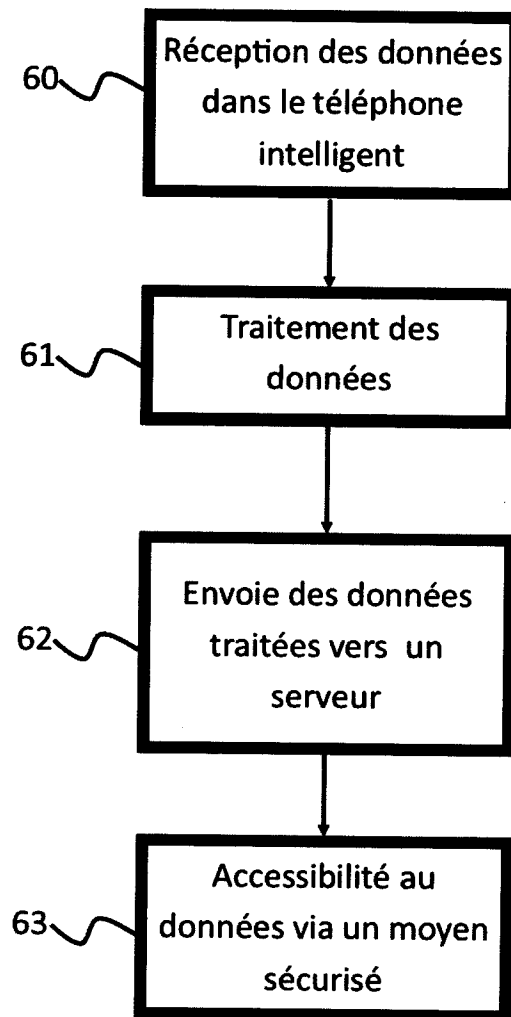 60
Réception des données
dans le téléphone
intelligent
61
Traitement des
données
62
Envoie des données
traitées vers un
serveur
63
Accessibilité au
données via un moyen
sécurisé